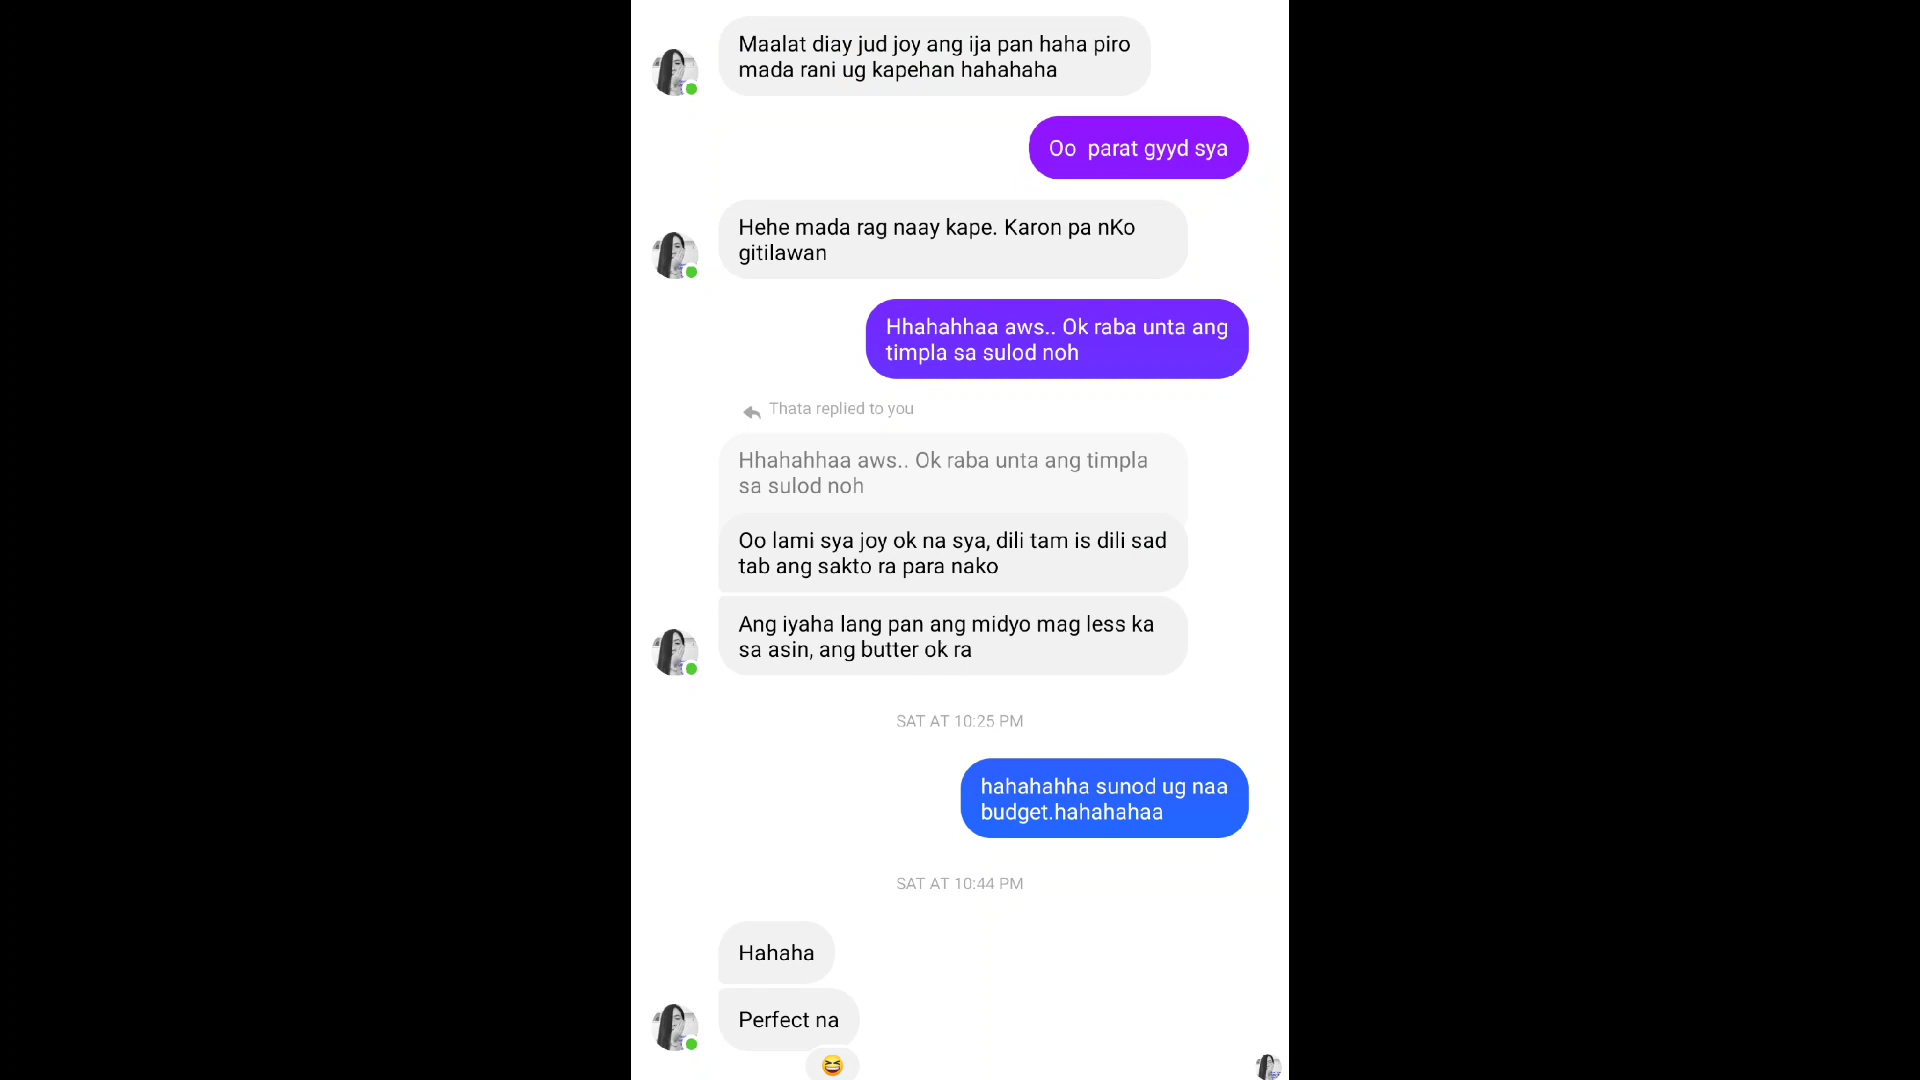 Maalat diay jud joy ang ija pan haha piro
mada rani ug kapehan hahahaha
Oo  parat gyyd sya
Hehe mada rag naay kape. Karon pa nKo
gitilawan
Hhahahhaa aws.. Ok raba unta ang
timpla sa sulod noh
Thata replied to you
Hhahahhaa aws.. Ok raba unta ang timpla
sa sulod noh
Oo lami sya joy ok na sya, dili tam is dili sad
tab ang sakto ra para nako
Ang iyaha lang pan ang midyo mag less ka
sa asin, ang butter ok ra
SAT AT 10:25 PM
hahahahha sunod ug naa
budget.hahahahaa
SAT AT 10:44 PM
Hahaha
Perfect na